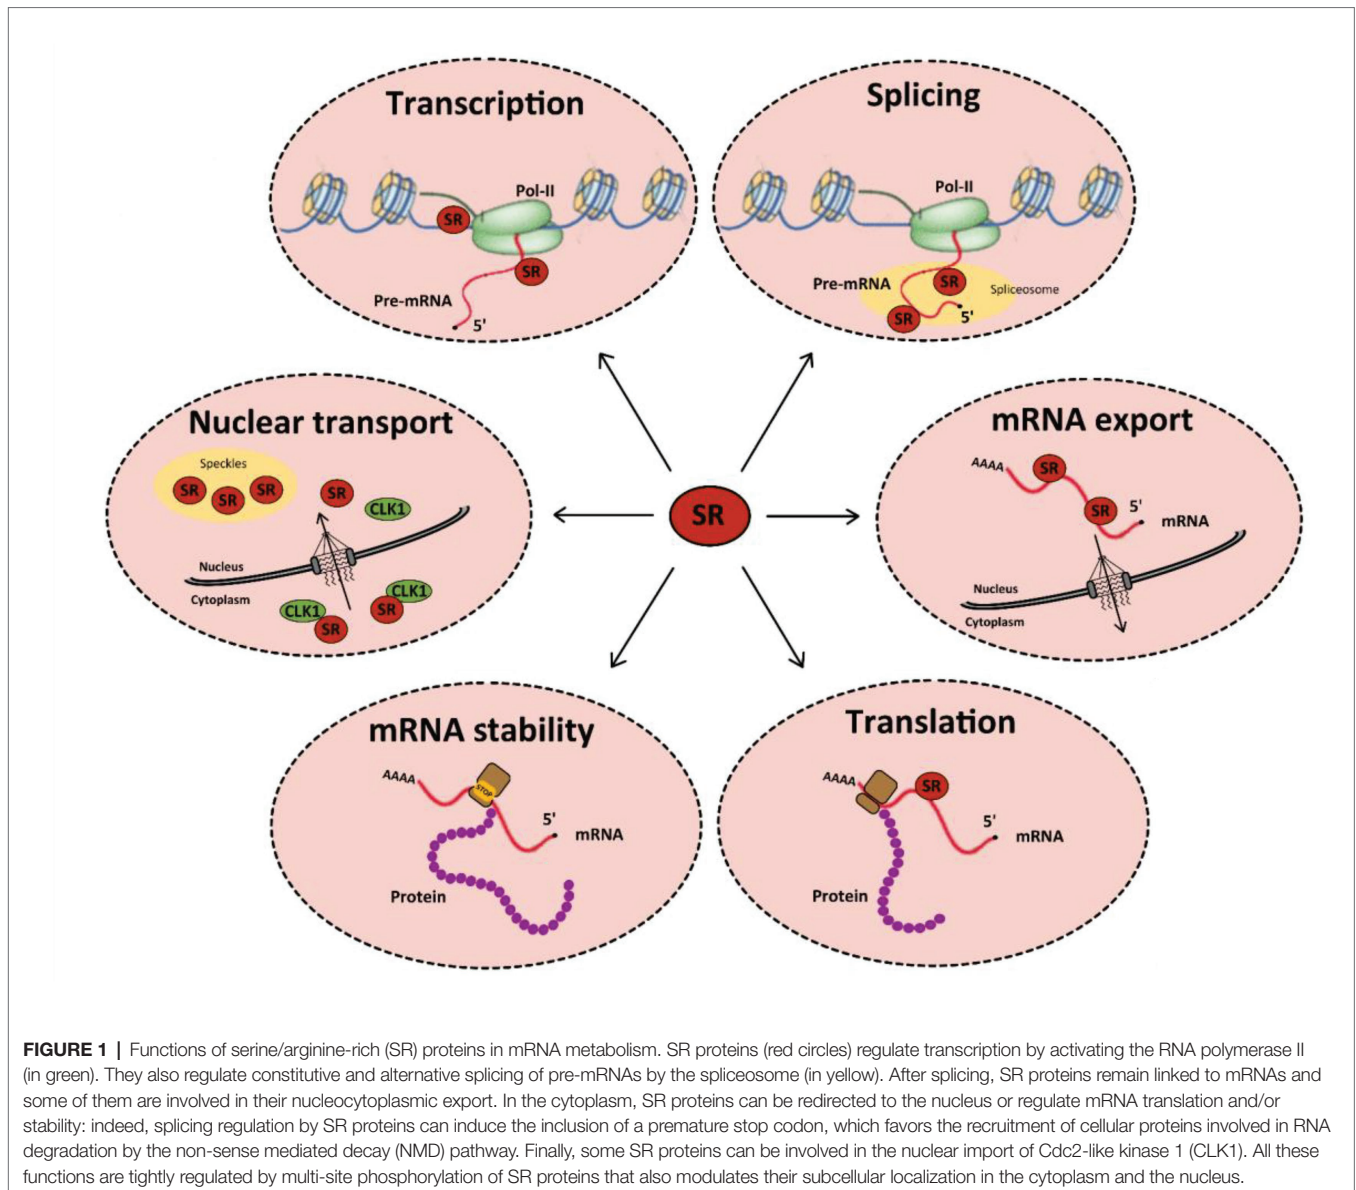 Transcription
Pol-II
SR
SR
Pre-mRNA
5'
Splicing
Pol-II
Pre-mRNA
SR
Spliceosome
SR
5'
Nuclear transport
Speckles
SR
SR
SR
SR
CLK1
Nucleus
Cytoplasm
CLK1
SR
CLK1
SR
SR
mRNA export
AAAA
SR
SR
5'
mRNA
Nucleus
Cytoplasm
mRNA stability
AAAA
STOP
5'
mRNA
Protein
Translation
AAAA
SR
5'
mRNA
Protein
FIGURE 1 | Functions of serine/arginine-rich (SR) proteins in mRNA metabolism. SR proteins (red circles) regulate transcription by activating the RNA polymerase II
(in green). They also regulate constitutive and alternative splicing of pre-mRNAs by the spliceosome (in yellow). After splicing, SR proteins remain linked to mRNAs and
some of them are involved in their nucleocytoplasmic export. In the cytoplasm, SR proteins can be redirected to the nucleus or regulate mRNA translation and/or
stability: indeed, splicing regulation by SR proteins can induce the inclusion of a premature stop codon, which favors the recruitment of cellular proteins involved in RNA
degradation by the non-sense mediated decay (NMD) pathway. Finally, some SR proteins can be involved in the nuclear import of Cdc2-like kinase 1 (CLK1). All these
functions are tightly regulated by multi-site phosphorylation of SR proteins that also modulates their subcellular localization in the cytoplasm and the nucleus.